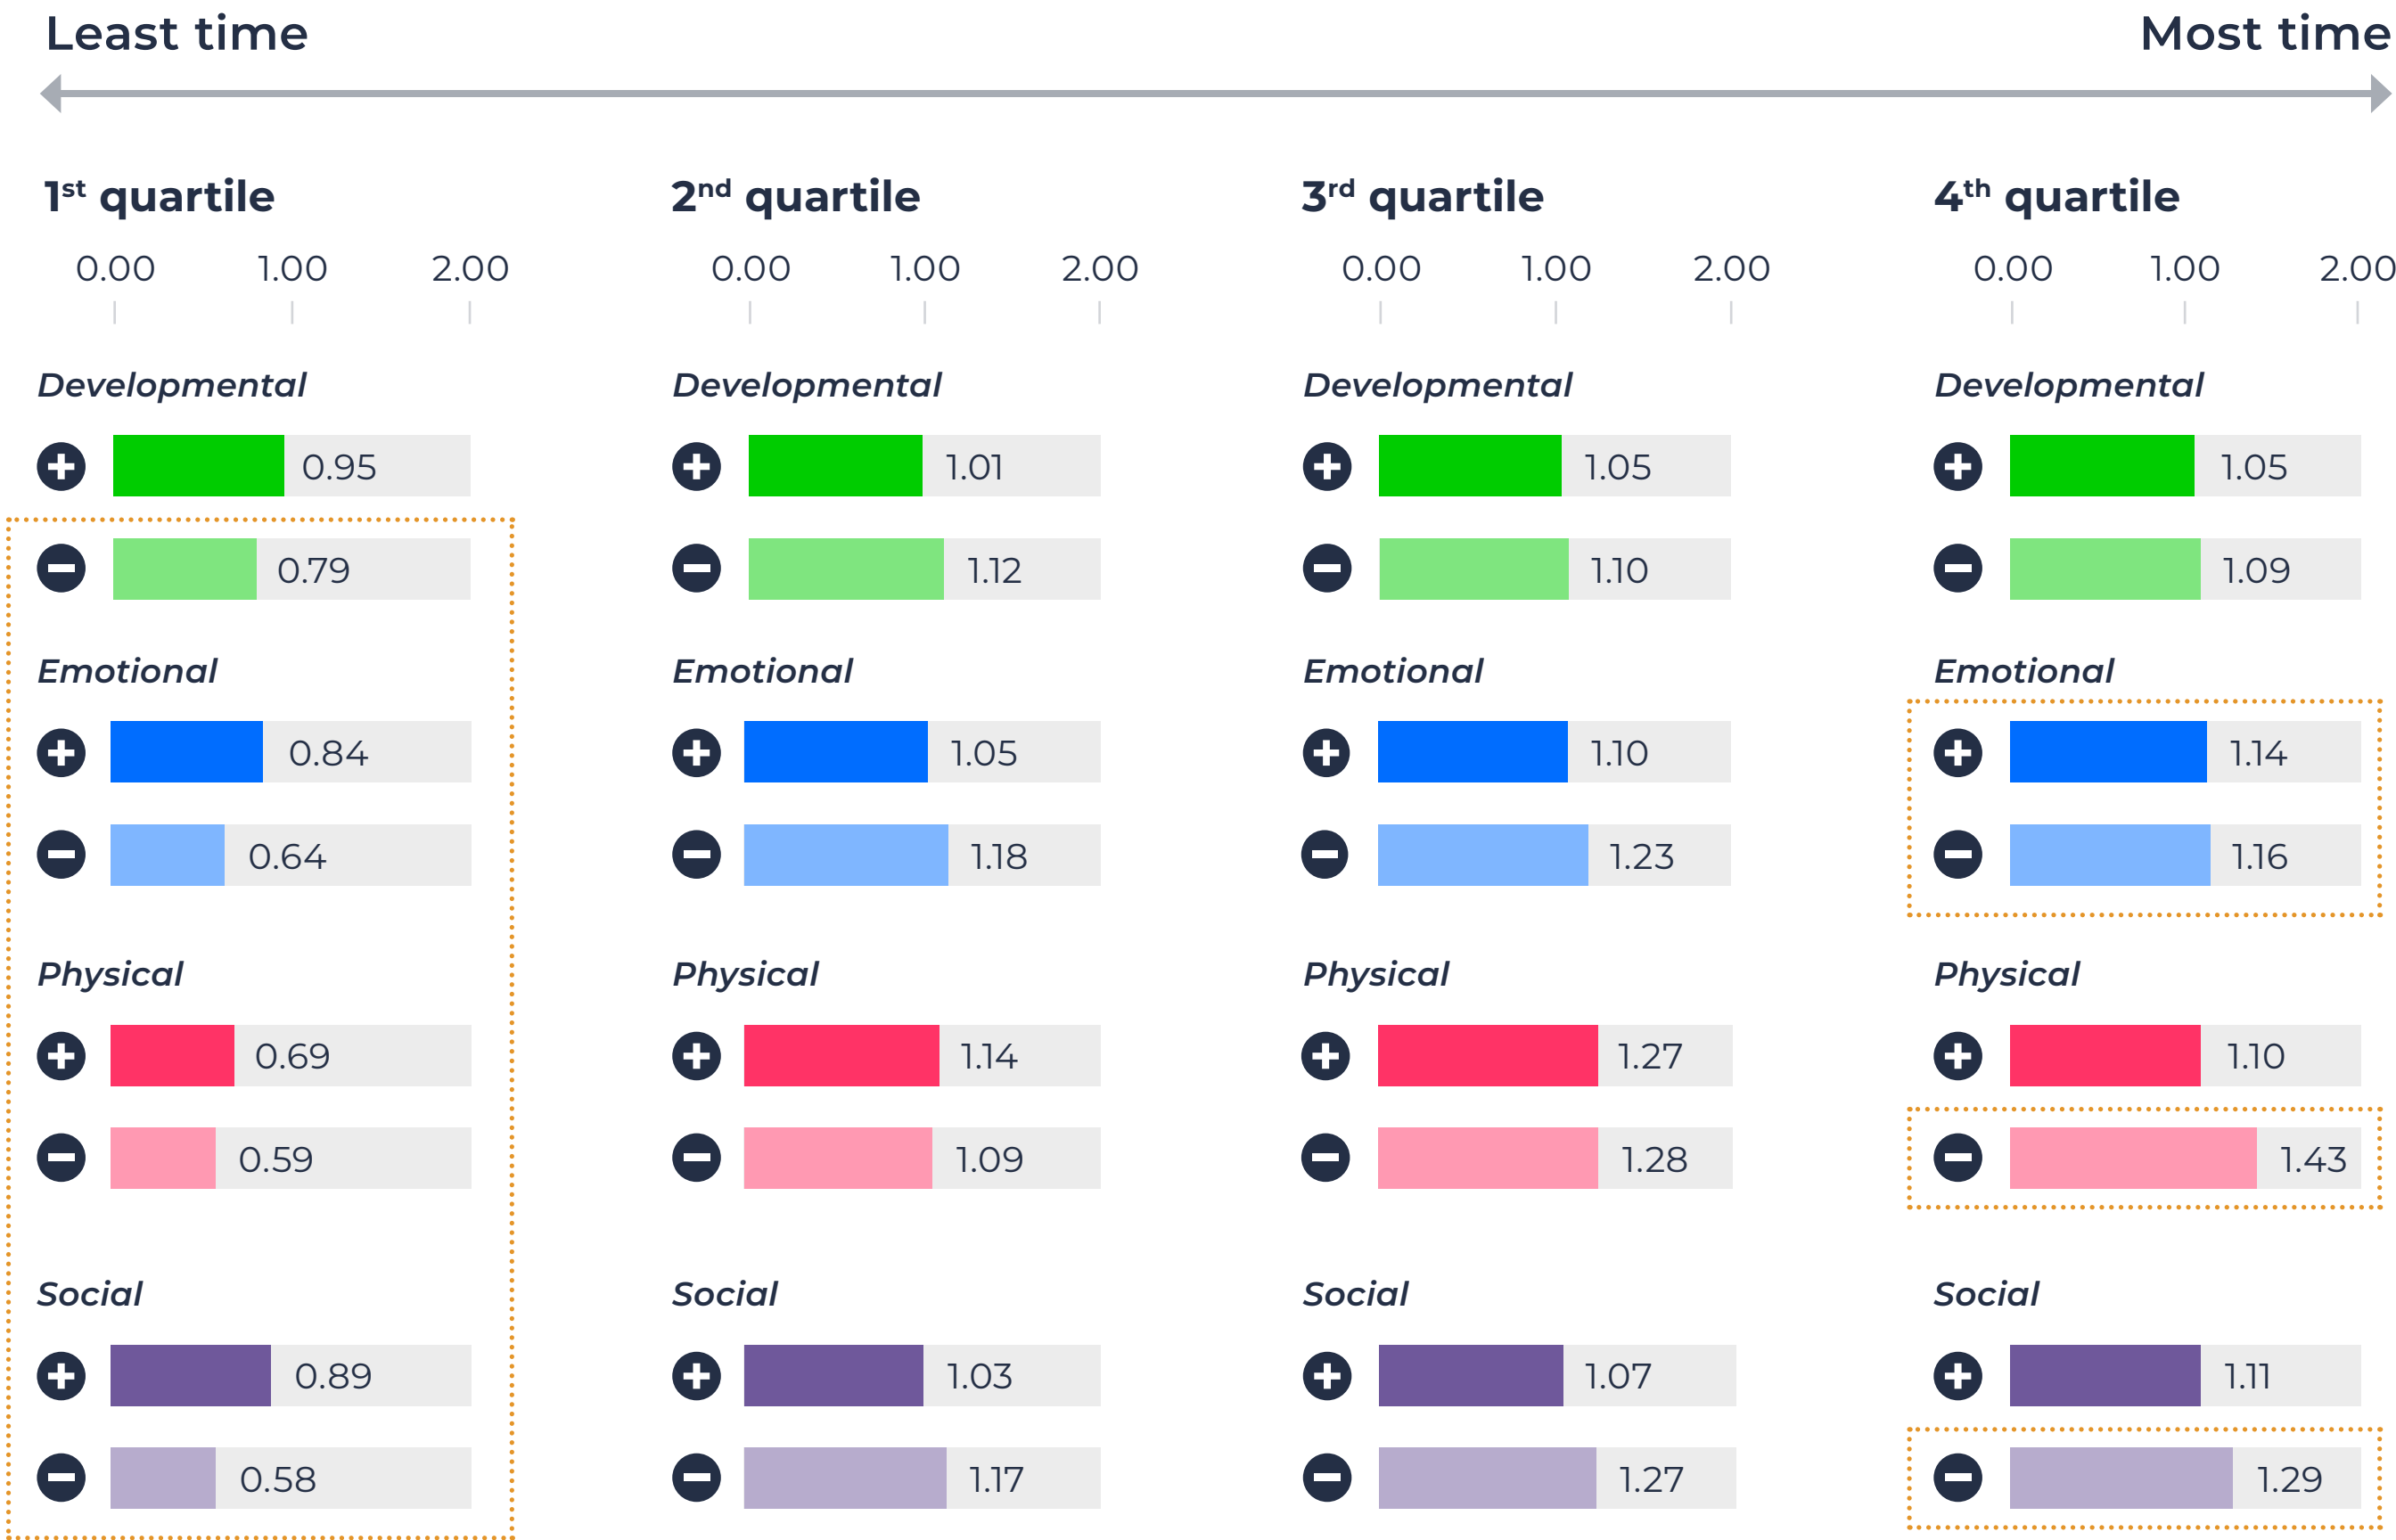 Least time Most time
1st quartile 2nd quartile 3rd quartile 4th quartile
0.00 1.00 2.00 0.00 1.00 2.00 0.00 1.00 2.00 0.00 1.00 2.00
Developmental Developmental Developmental Developmental
+ 0.95 + 1.01 + 1.05 + 1.05
− 0.79 − 1.12 − 1.10 − 1.09
Emotional Emotional Emotional Emotional
+ 0.84 + 1.05 + 1.10 + 1.14
− 0.64 − 1.18 − 1.23 − 1.16
Physical Physical Physical Physical
+ 0.69 + 1.14 + 1.27 + 1.10
− 0.59 − 1.09 − 1.28 − 1.43
Social Social Social Social
+ 0.89 + 1.03 + 1.07 + 1.11
− 0.58 − 1.17 − 1.27 − 1.29